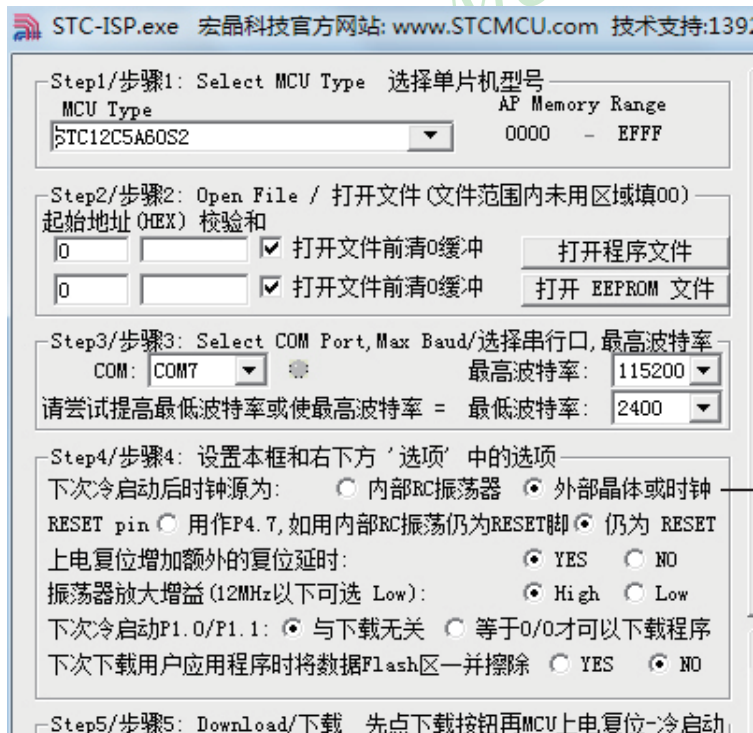 STC-ISP.exe 宏晶科技官方网站: www.STCMCU.com 技术支持:1392
Step1/步骤1: Select MCU Type 选择单片机型号
MCU Type AP Memory Range
STC12C5A60S2 0000 - EFFF
Step2/步骤2: Open File / 打开文件(文件范围内未用区域填00)
起始地址(HEX) 校验和
0 打开文件前清0缓冲 打开程序文件
0 打开文件前清0缓冲 打开 EEPROM 文件
Step3/步骤3: Select COM Port,Max Baud/选择串行口,最高波特率
COM: COM7 最高波特率: 115200
请尝试提高最低波特率或使最高波特率 = 最低波特率: 2400
Step4/步骤4: 设置本框和右下方 '选项' 中的选项
下次冷启动后时钟源为: 内部RC振荡器 外部晶体或时钟
RESET pin 用作P4.7,如用内部RC振荡仍为RESET脚 仍为 RESET
上电复位增加额外的复位延时: YES NO
振荡器放大增益(12MHz以下可选 Low): High Low
下次冷启动P1.0/P1.1: 与下载无关 等于0/0才可以下载程序
下次下载用户应用程序时将数据Flash区一并擦除 YES NO
Step5/步骤5: Download/下载 先点下载按钮再MCU上电复位-冷启动